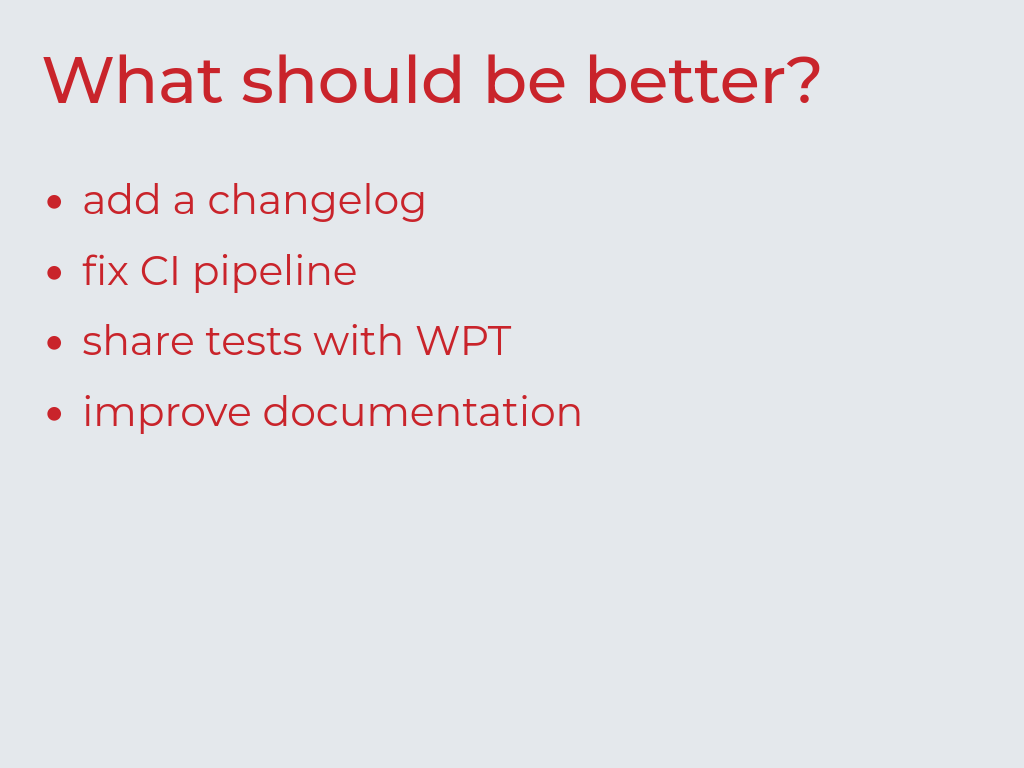 What should be better?
• add a changelog
• fix CI pipeline
• share tests with WPT
• improve documentation